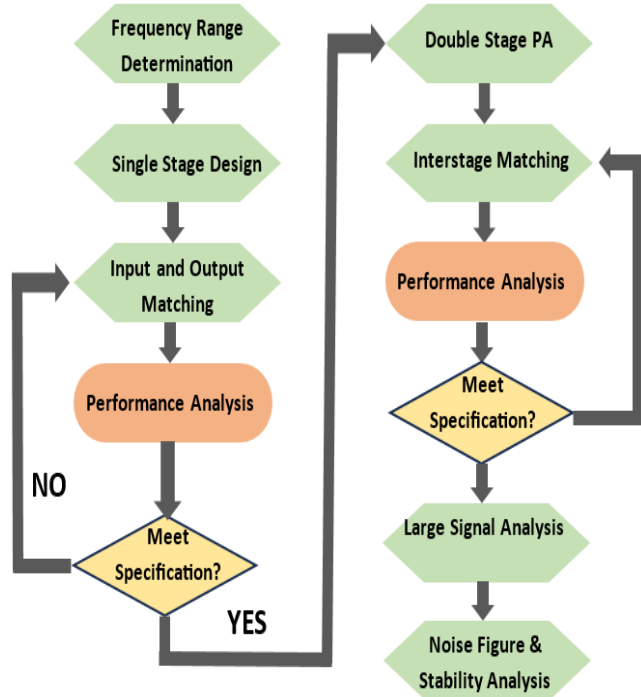 Frequency Range
Determination
Single Stage Design
Input and Output
Matching
Performance Analysis
NO
Meet
Specification?
YES
Double Stage PA
Interstage Matching
Performance Analysis
Meet
Specification?
Large Signal Analysis
Noise Figure &
Stability Analysis